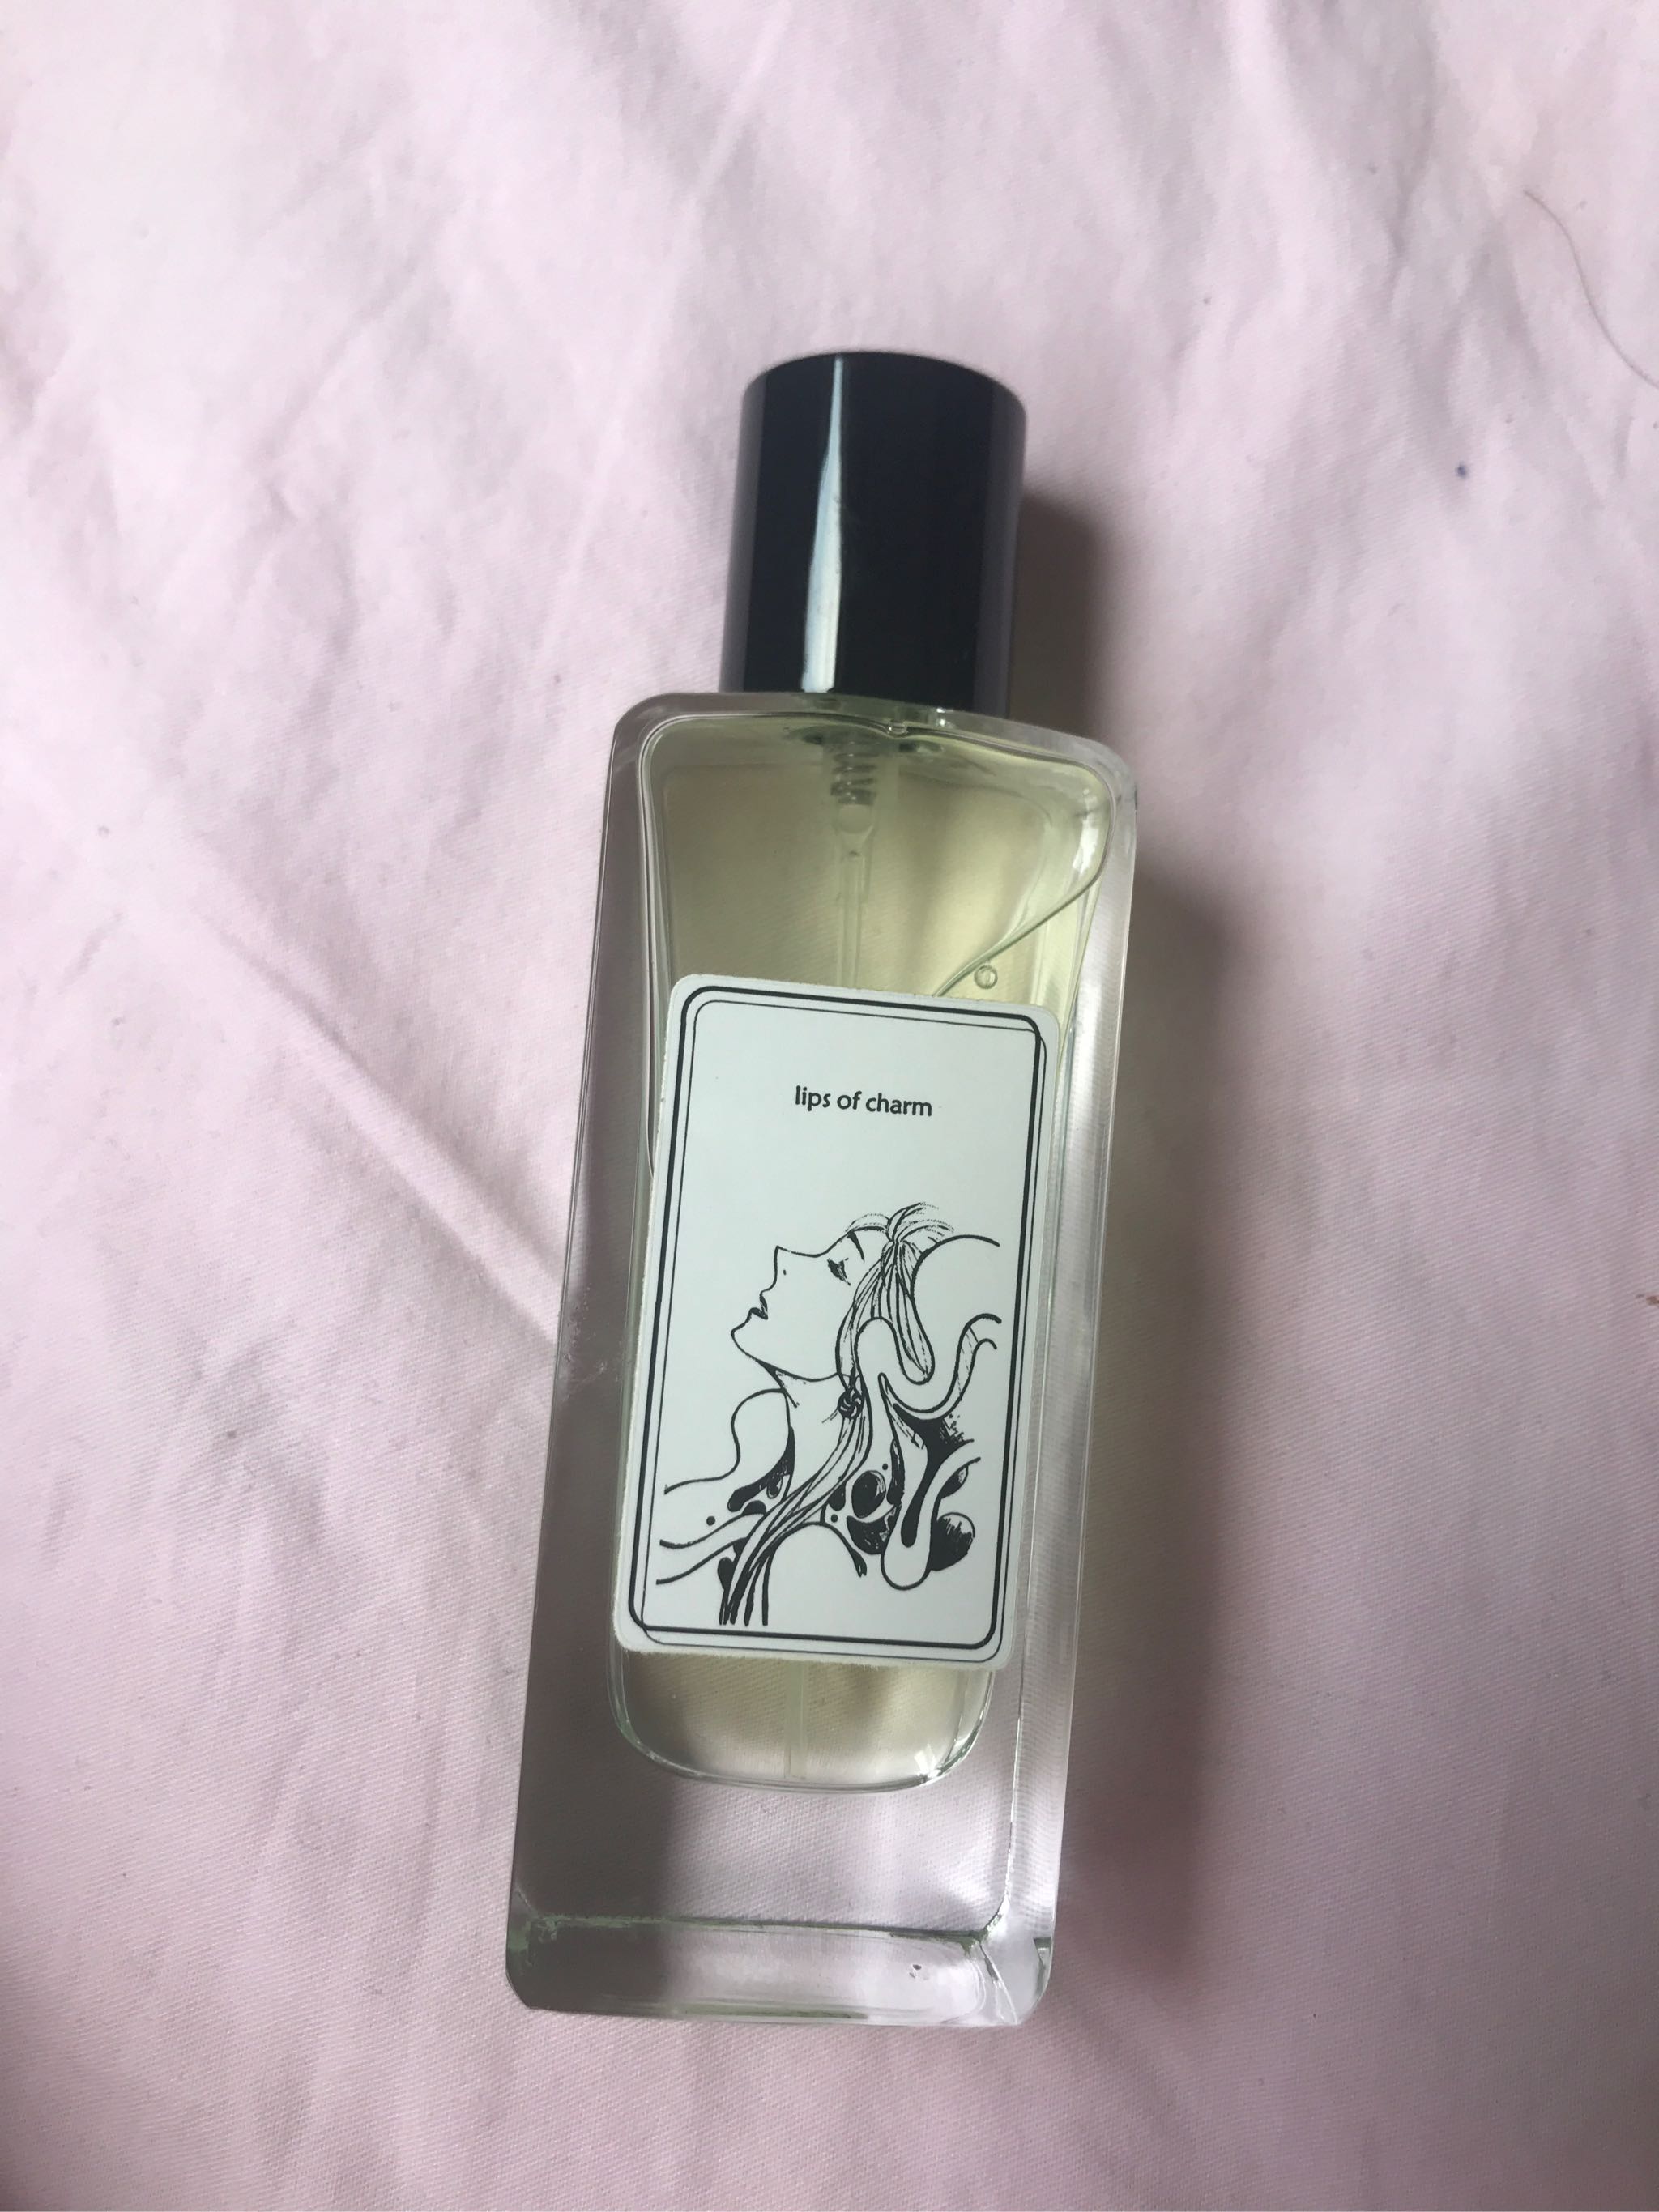 lips of charm